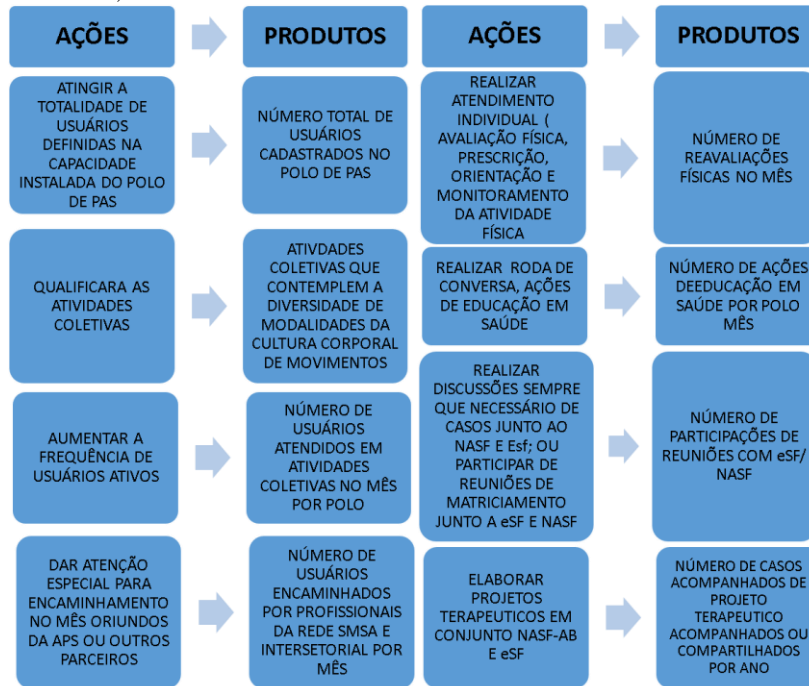 AÇÕES
PRODUTOS
AÇÕES
PRODUTOS
ATINGIR A
TOTALIDADE DE
USUÁRIOS
DEFINIDAS NA
CAPACIDADE
INSTALADA DO POLO
DE PAS
NÚMERO TOTAL DE
USUÁRIOS
CADASTRADOS NO
POLO DE PAS
REALIZAR
ATENDIMENTO
INDIVIDUAL (
AVALIAÇÃO FÍSICA,
PRESCRIÇÃO,
ORIENTAÇÃO E
MONITORAMENTO
DA ATIVIDADE
FÍSICA
NÚMERO DE
REAVALIAÇÕES
FÍSICAS NO MÊS
QUALIFICARA AS
ATIVIDADES
COLETIVAS
ATIVDADES
COLETIVAS QUE
CONTEMPLEM A
DIVERSIDADE DE
MODALIDADES DA
CULTURA CORPORAL
DE MOVIMENTOS
REALIZAR RODA DE
CONVERSA, AÇÕES
DE EDUCAÇÃO EM
SAÚDE
NÚMERO DE AÇÕES
DEEDUCAÇÃO EM
SAÚDE POR POLO
MÊS
AUMENTAR A
FREQUÊNCIA DE
USUÁRIOS ATIVOS
NÚMERO DE
USUÁRIOS
ATENDIDOS EM
ATIVIDADES
COLETIVAS NO MÊS
POR POLO
REALIZAR
DISCUSSÕES SEMPRE
QUE NECESSÁRIO DE
CASOS JUNTO AO
NASF E Esf; OU
PARTICIPAR DE
REUNIÕES DE
MATRICIAMENTO
JUNTO A eSF E NASF
NÚMERO DE
PARTICIPAÇÕES DE
REUNIÕES COM eSF/
NASF
DAR ATENÇÃO
ESPECIAL PARA
ENCAMINHAMENTO
NO MÊS ORIUNDOS
DA APS OU OUTROS
PARCEIROS
NÚMERO DE
USUÁRIOS
ENCAMINHADOS
POR PROFISSIONAIS
DA REDE SMSA E
INTERSETORIAL POR
MÊS
ELABORAR
PROJETOS
TERAPEUTICOS EM
CONJUNTO NASF-AB
E eSF
NÚMERO DE CASOS
ACOMPANHADOS DE
PROJETO
TERAPEUTICO
ACOMPANHADOS OU
COMPARTILHADOS
POR ANO